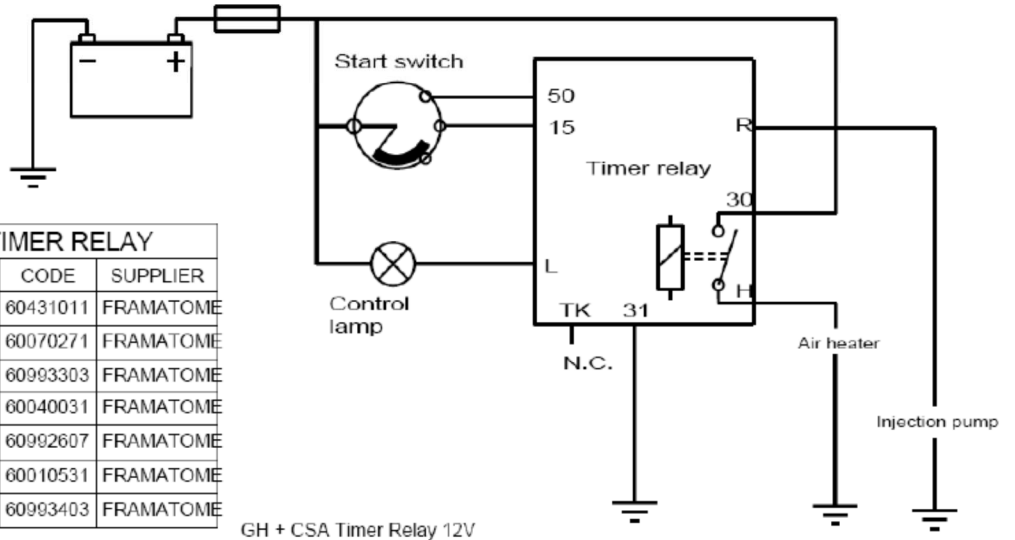 Start switch
50
15
R
Timer relay
30
L
H
TK
31
N.C.
Control
lamp
Air heater
Injection pump
TIMER RELAY
CODE SUPPLIER
60431011 FRAMATOME
60070271 FRAMATOME
60993303 FRAMATOME
60040031 FRAMATOME
60992607 FRAMATOME
60010531 FRAMATOME
60993403 FRAMATOME
GH + CSA Timer Relay 12V